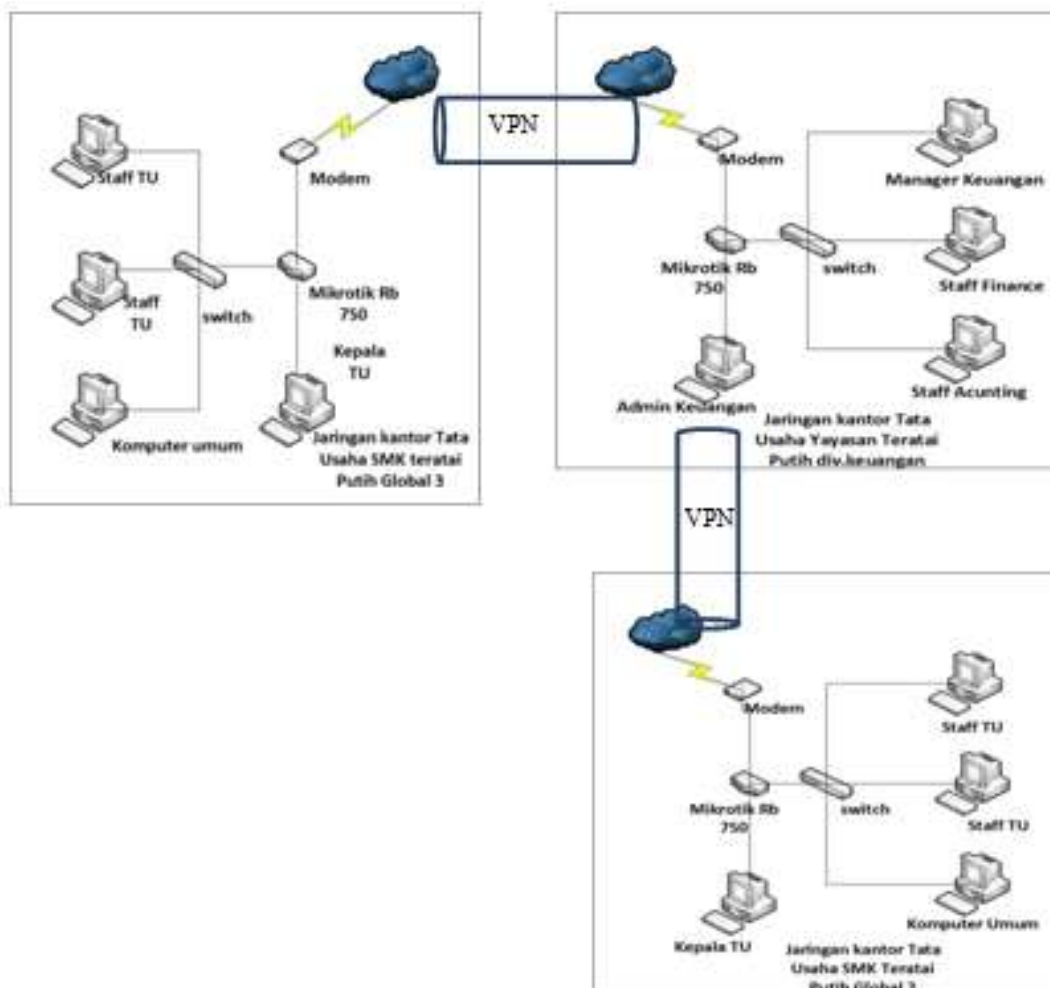 VPN
Staff TU
Modem
Staff
TU
switch
Mikrotik Rb
750
Kepala
TU
Komputer umum
Jaringan kantor Tata
Usaha SMK teratai
Putih Global 3
Modem
Manager Keuangan
Mikrotik Rb
750
switch
Staff Finance
Admin Keuangan
Staff Acunting
Jaringan kantor Tata
Usaha Yayasan Teratai
Putih div.keuangan
VPN
Modem
Staff TU
Mikrotik Rb
750
switch
Staff TU
Kepala TU
Komputer Umum
Jaringan kantor Tata
Usaha SMK Teratai
Putih Global 2